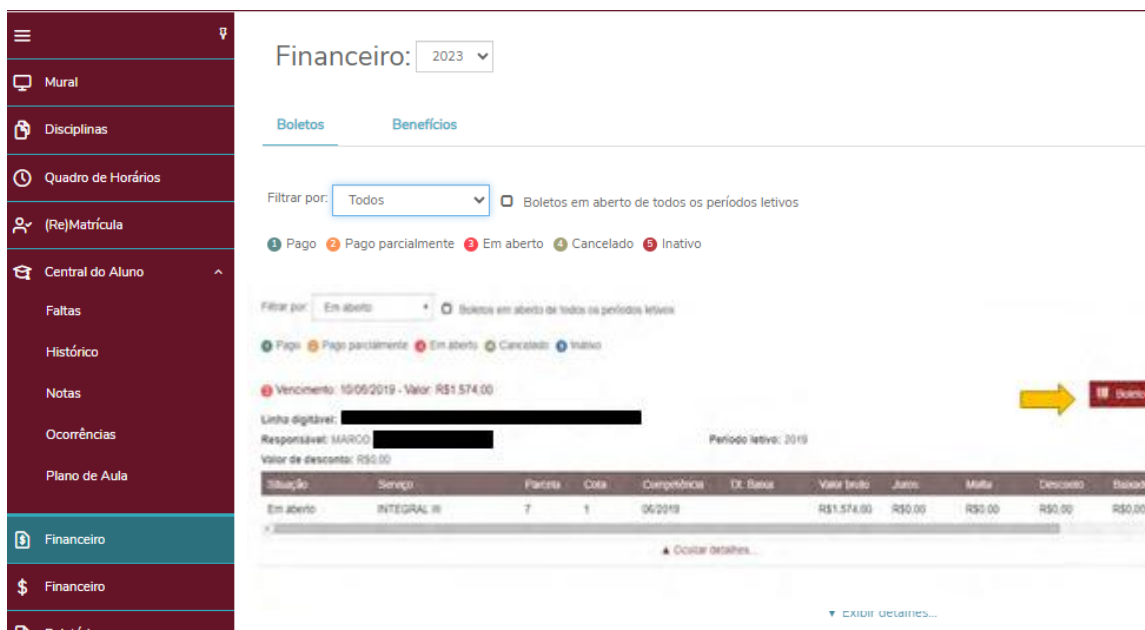 Mural
Disciplinas
Quadro de Horários
(Re)Matrícula
Central do Aluno
Faltas
Histórico
Notas
Ocorrências
Plano de Aula
Financeiro
Financeiro
Financeiro: 2023
Boletos Benefícios
Filtrar por: Todos Boletos em aberto de todos os períodos letivos
1 Pago 2 Pago parcialmente 3 Em aberto 4 Cancelado 5 Inativo
Filtrar por: Em aberto Boletos em aberto de todos os períodos letivos
Pago Pago parcialmente Em aberto Cancelado Inativo
Vencimento: 10/06/2019 - Valor: R$1.574,00
Boleto
Linha digitável:
Responsável: MARCO Período letivo: 2019
Valor de desconto: R$0,00
Situação Serviço Parcela Cota Competência Dt. Baixa Valor bruto Juros Multa Desconto
Em aberto INTEGRAL III 7 1 06/2019 R$1.574,00 R$0,00 R$0,00 R$0,00 R$0,00
▲ Ocultar detalhes...
▼ Exibir detalhes...